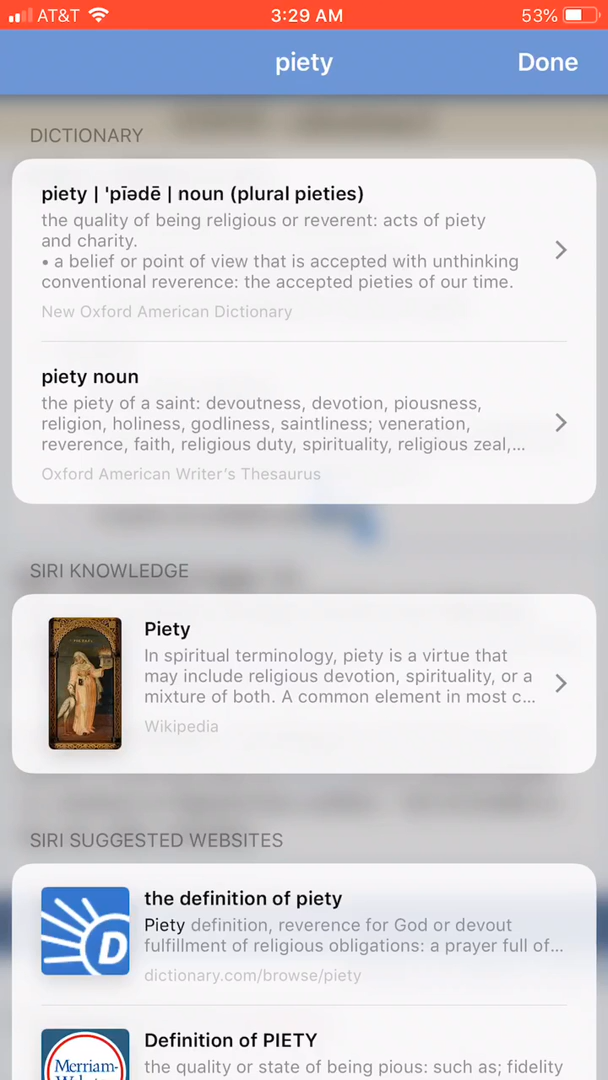 AT&T 3:29 AM 53%
piety Done
DICTIONARY
piety | 'pīədē | noun (plural pieties)
the quality of being religious or reverent: acts of piety
and charity.
• a belief or point of view that is accepted with unthinking
conventional reverence: the accepted pieties of our time.
New Oxford American Dictionary
piety noun
the piety of a saint: devoutness, devotion, piousness,
religion, holiness, godliness, saintliness; veneration,
reverence, faith, religious duty, spirituality, religious zeal,...
Oxford American Writer's Thesaurus
SIRI KNOWLEDGE
Piety
In spiritual terminology, piety is a virtue that
may include religious devotion, spirituality, or a
mixture of both. A common element in most c...
Wikipedia
SIRI SUGGESTED WEBSITES
D
the definition of piety
Piety definition, reverence for God or devout
fulfillment of religious obligations: a prayer full of...
dictionary.com/browse/piety
Merriam-
Definition of PIETY
the quality or state of being pious: such as; fidelity